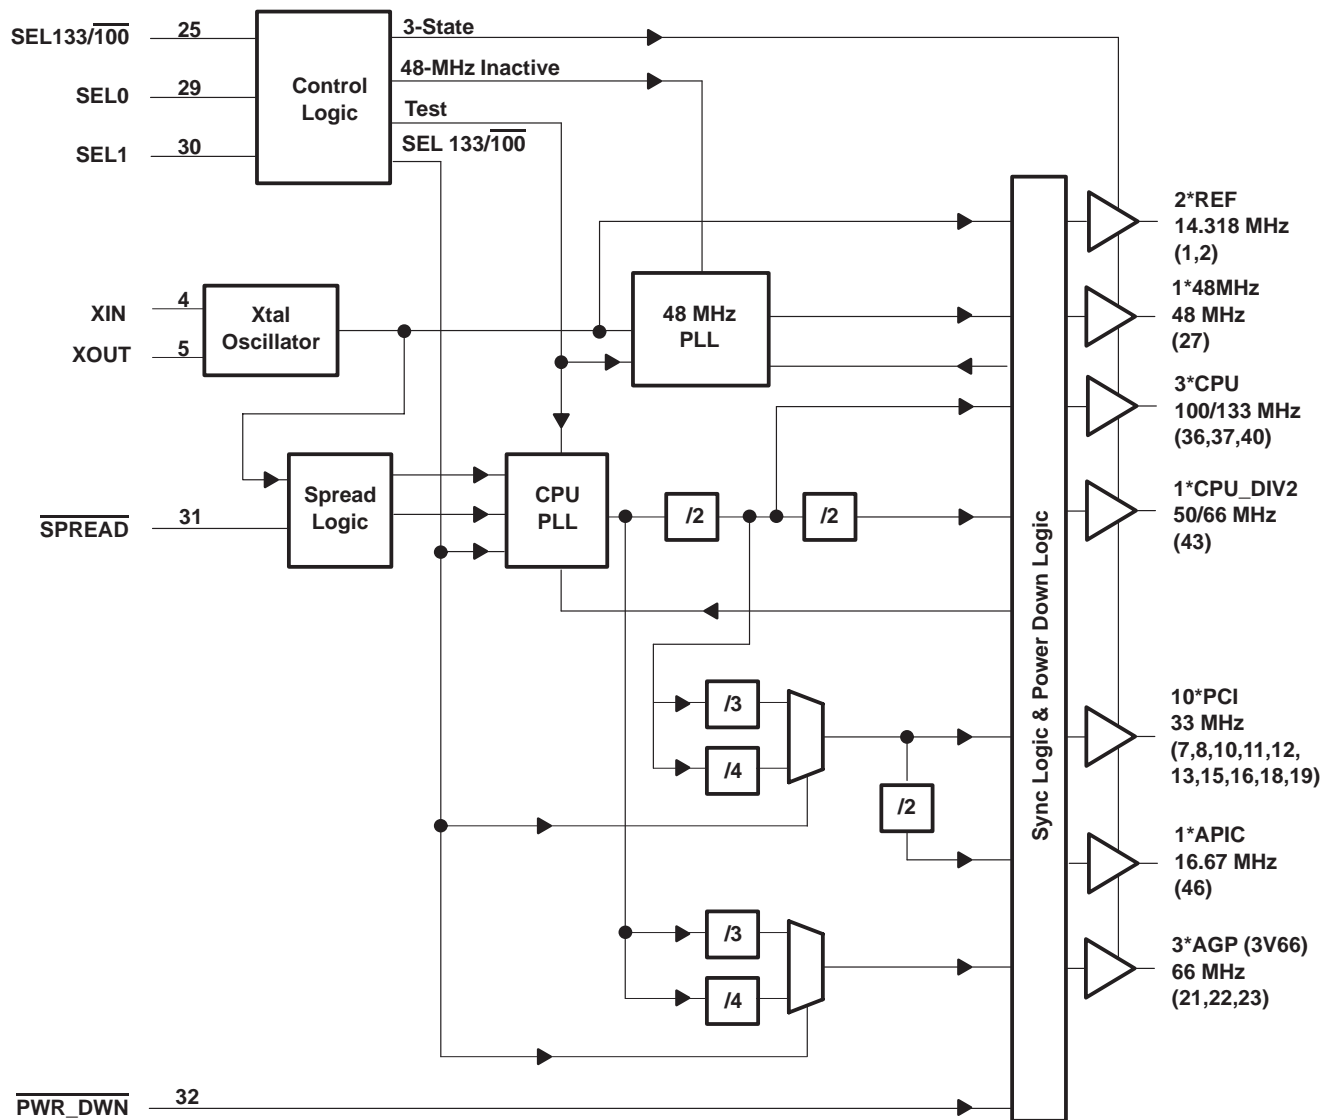 SEL133/100
25
SEL0
29
SEL1
30
Control
Logic
3-State
48-MHz Inactive
Test
SEL 133/100
XIN
4
XOUT
5
Xtal
Oscillator
48 MHz
PLL
SPREAD
31
Spread
Logic
CPU
PLL
/2
/2
/3
/4
/2
/3
/4
PWR_DWN
32
Sync Logic & Power Down Logic
2*REF
14.318 MHz
(1,2)
1*48MHz
48 MHz
(27)
3*CPU
100/133 MHz
(36,37,40)
1*CPU_DIV2
50/66 MHz
(43)
10*PCI
33 MHz
(7,8,10,11,12,
13,15,16,18,19)
1*APIC
16.67 MHz
(46)
3*AGP (3V66)
66 MHz
(21,22,23)